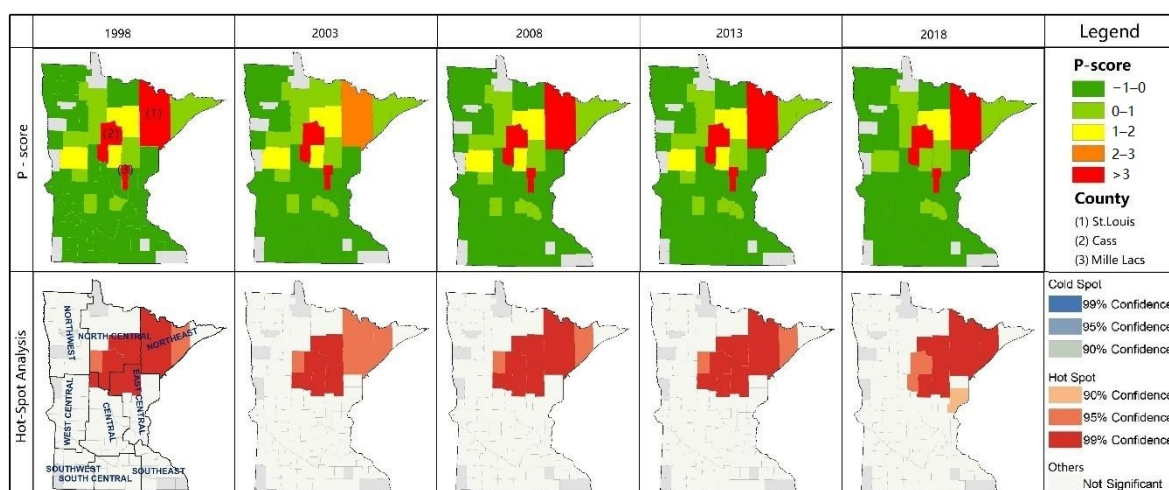 1998 2003 2008 2013 2018 Legend
P - score
(1)
(2)
(3)
P-score
−1–0
0–1
1–2
2–3
>3
County
(1) St.Louis
(2) Cass
(3) Mille Lacs
Hot-Spot Analysis
NORTHWEST
NORTH CENTRAL
NORTHEAST
WEST CENTRAL
CENTRAL
EAST CENTRAL
SOUTHWEST
SOUTH CENTRAL
SOUTHEAST
Cold Spot
99% Confidence
95% Confidence
90% Confidence
Hot Spot
90% Confidence
95% Confidence
99% Confidence
Others
Not Significant